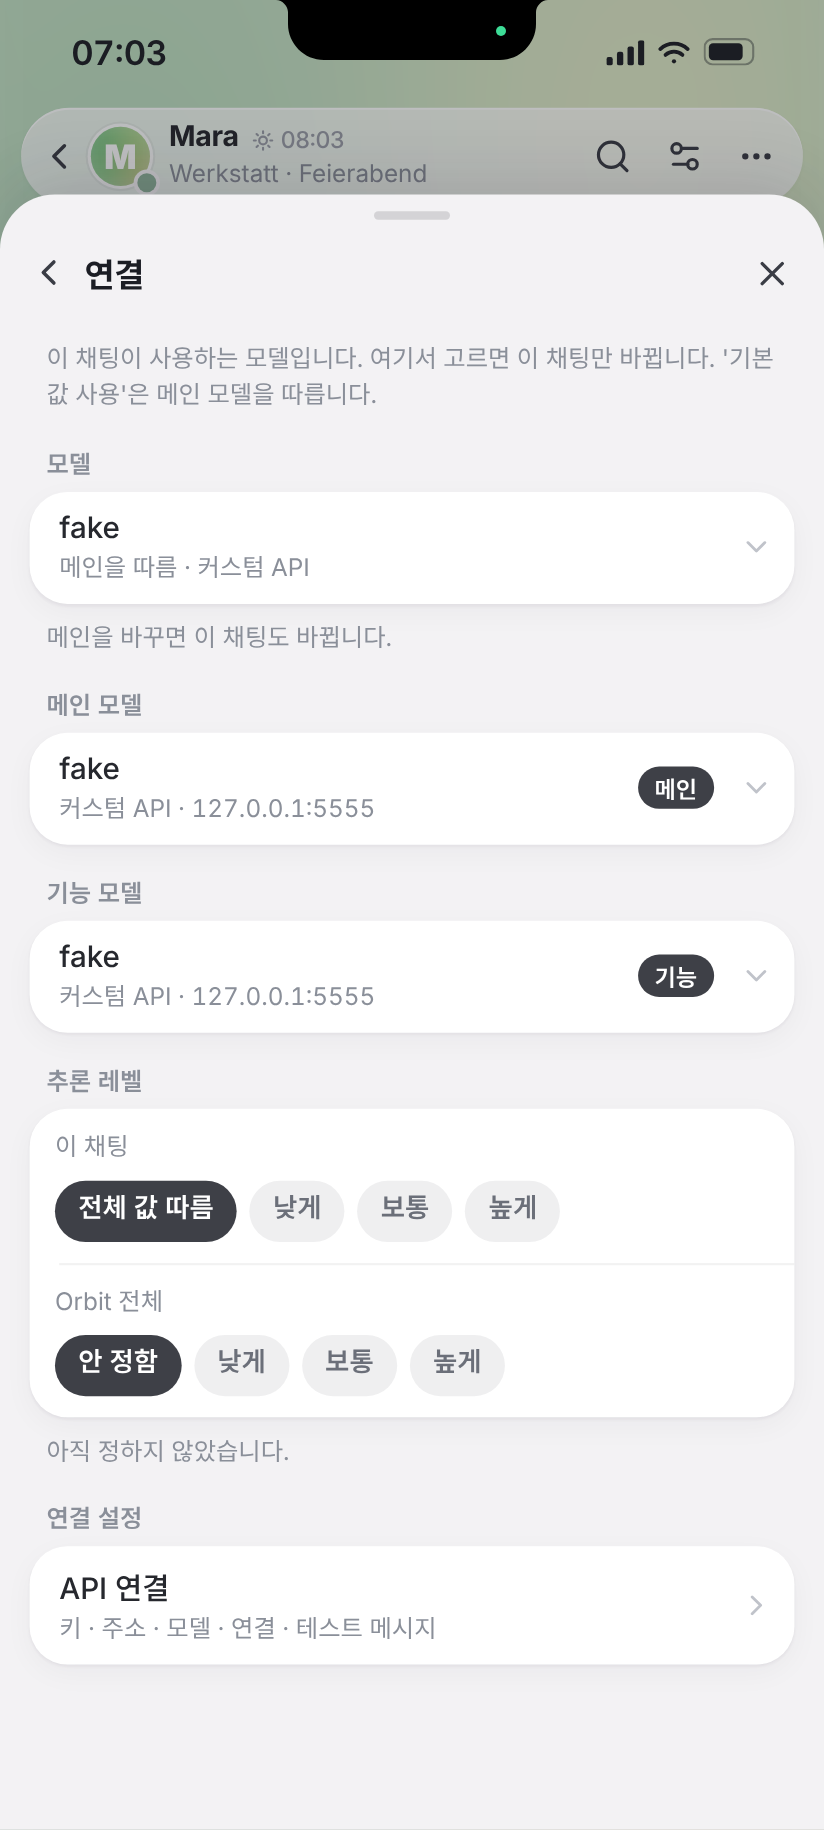 07:03
M
Mara 08:03
Werkstatt · Feierabend
연결
이 채팅이 사용하는 모델입니다. 여기서 고르면 이 채팅만 바뀝니다. '기본
값 사용'은 메인 모델을 따릅니다.
모델
fake
메인을 따름 · 커스텀 API
메인을 바꾸면 이 채팅도 바뀝니다.
메인 모델
fake
커스텀 API · 127.0.0.1:5555
메인
기능 모델
fake
커스텀 API · 127.0.0.1:5555
기능
추론 레벨
이 채팅
전체 값 따름 낮게 보통 높게
Orbit 전체
안 정함 낮게 보통 높게
아직 정하지 않았습니다.
연결 설정
API 연결
키 · 주소 · 모델 · 연결 · 테스트 메시지